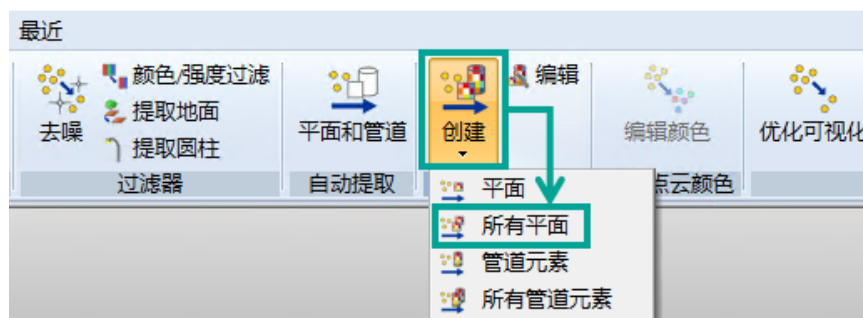 最近
去噪
颜色/强度过滤
提取地面
提取圆柱
过滤器
平面和管道
自动提取
创建
编辑
编辑颜色
点云颜色
优化可视化
平面
所有平面
管道元素
所有管道元素